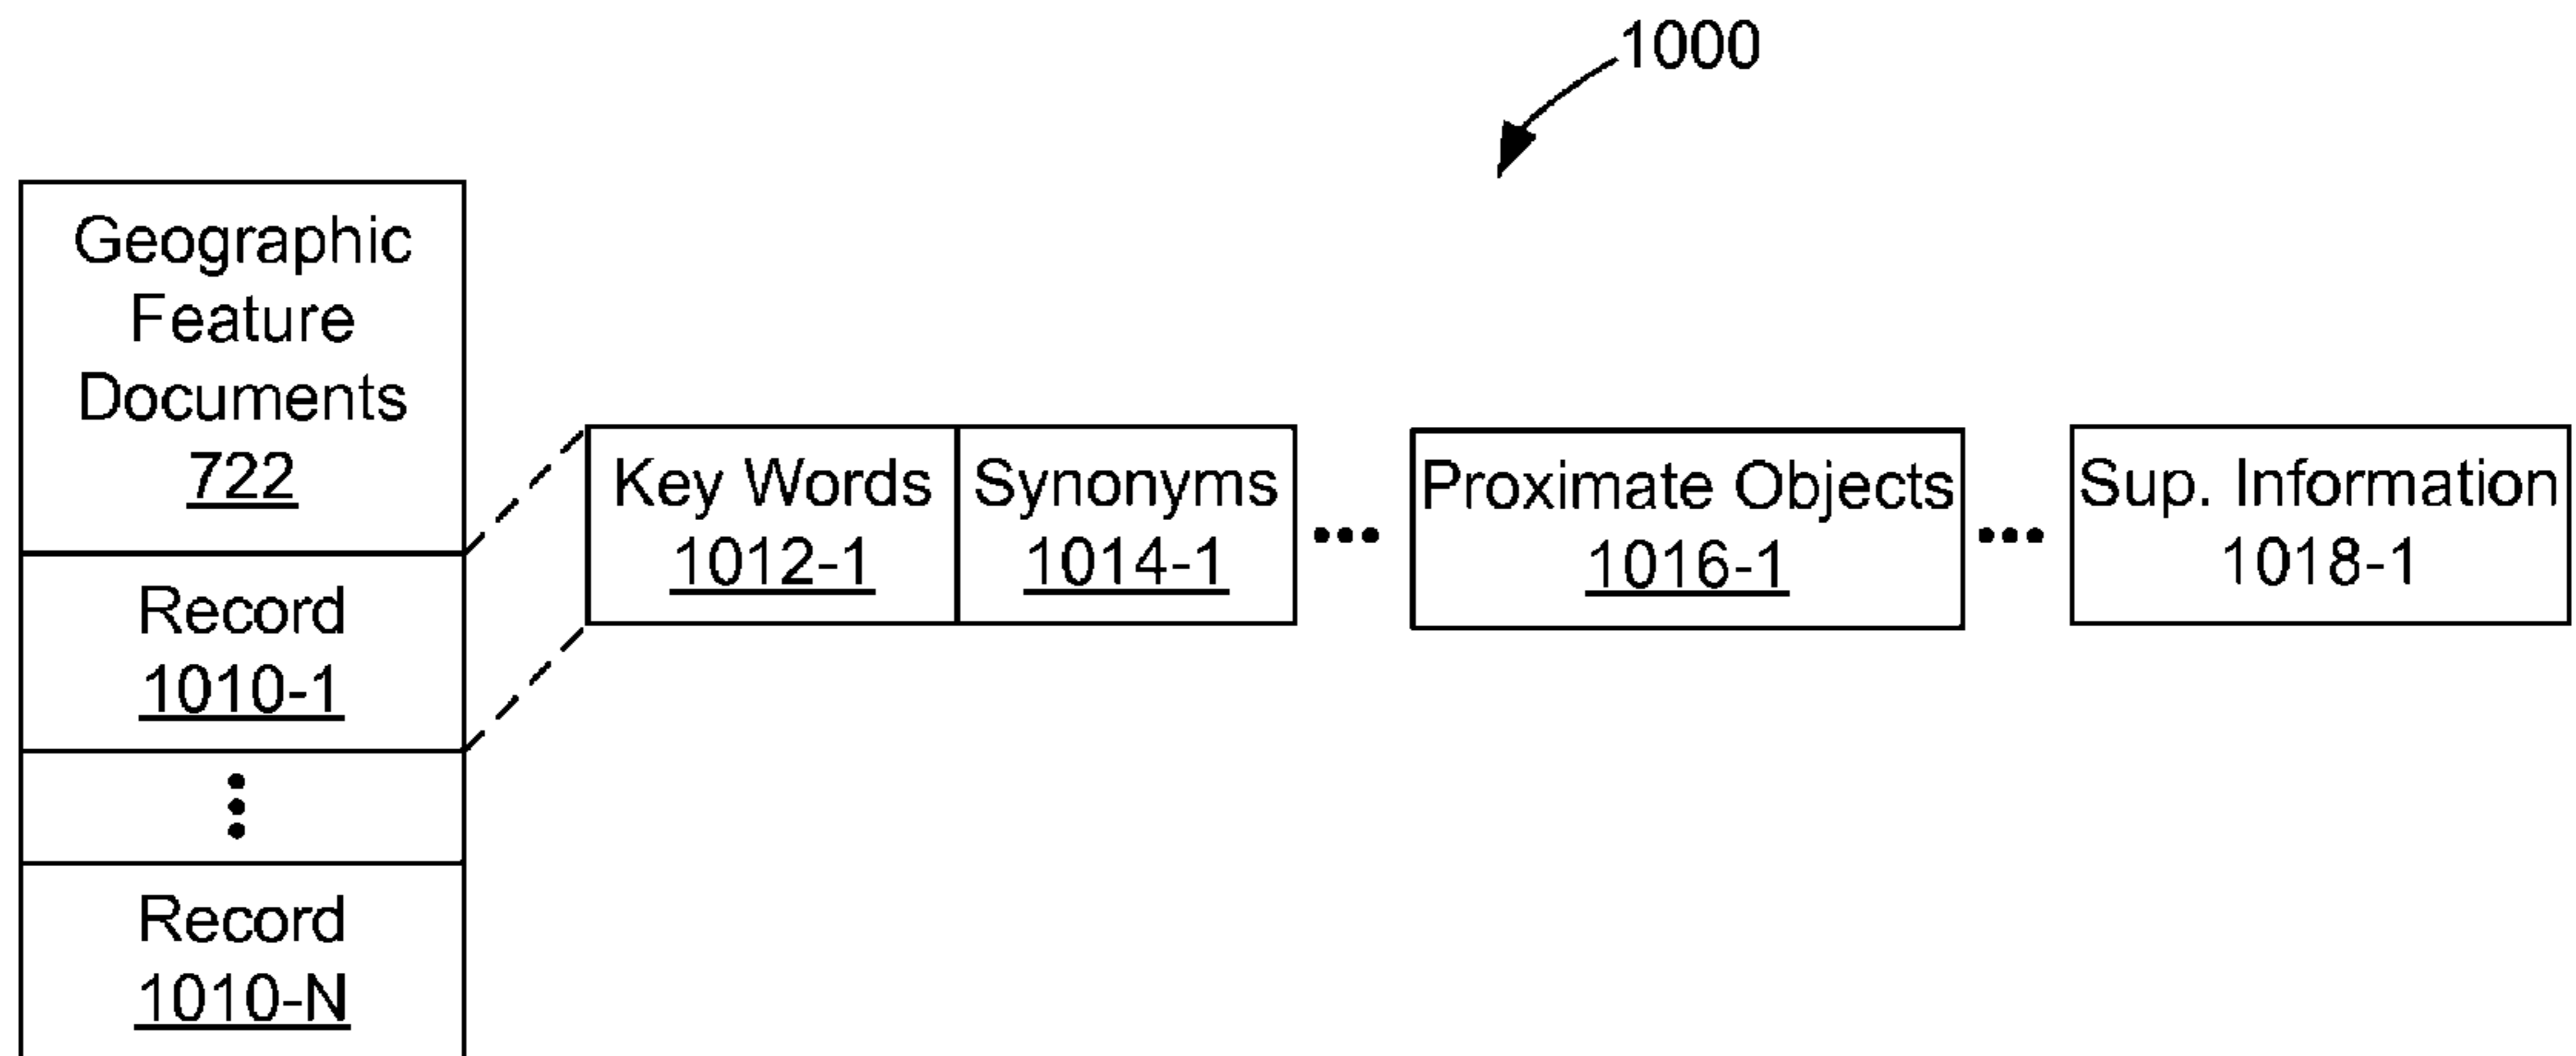 1000
Geographic
Feature
Documents
722
Record
1010-1
Record
1010-N
Key Words
1012-1
Synonyms
1014-1
Proximate Objects
1016-1
Sup. Information
1018-1